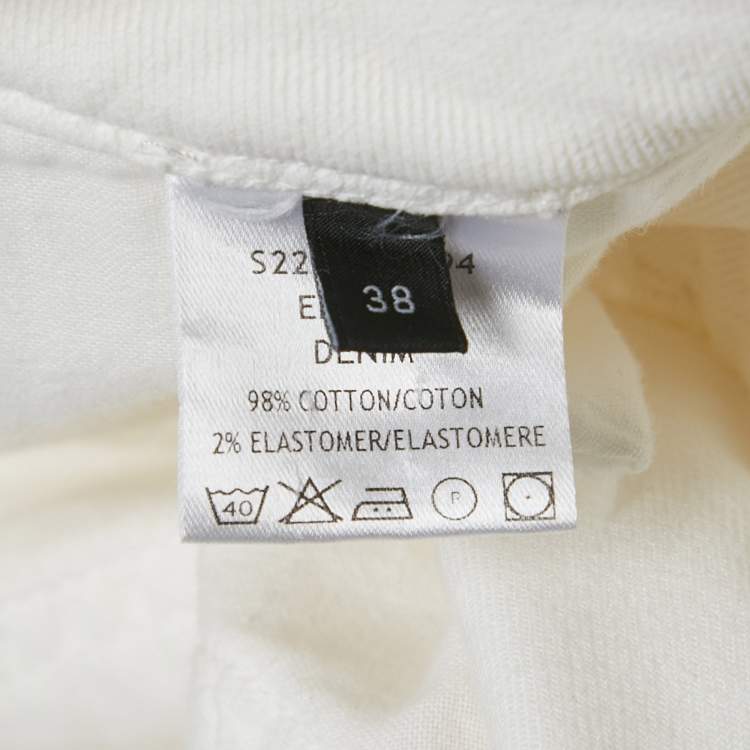 38
DENIM
98% COTTON/COTON
2% ELASTOMER/ELASTOMERE
40 P